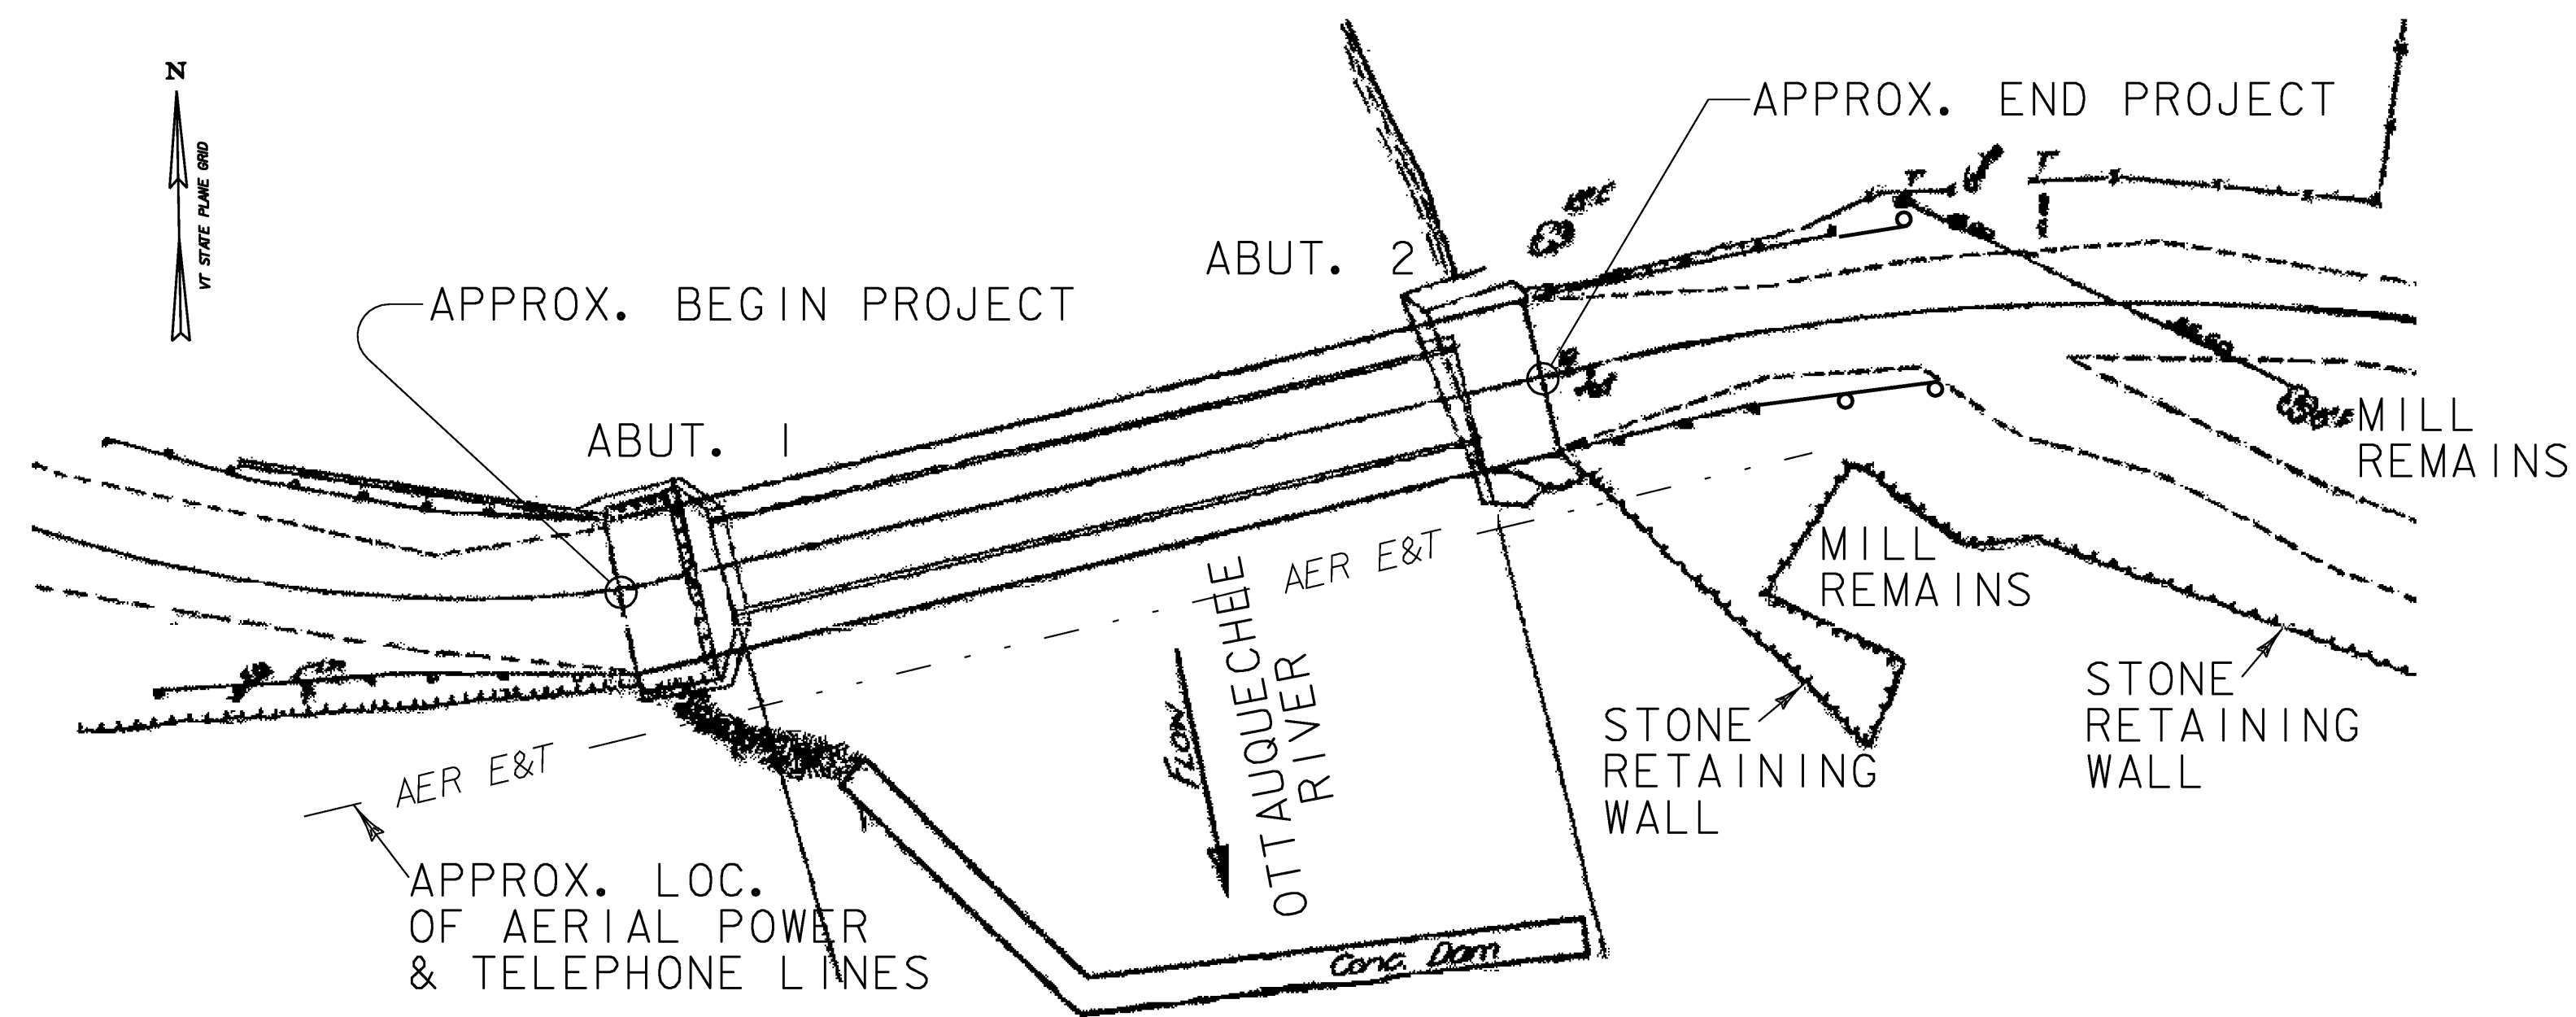 N
VT STATE PLANE GRID
APPROX. END PROJECT
T
T
ABUT. 2
APPROX. BEGIN PROJECT
ABUT. 1
MILL
REMAINS
AER E&T
MILL
REMAINS
OTTAUQUECHEE
RIVER
FLOW
STONE
RETAINING
WALL
STONE
RETAINING
WALL
AER E&T
APPROX. LOC.
OF AERIAL POWER
& TELEPHONE LINES
Conc. Dam